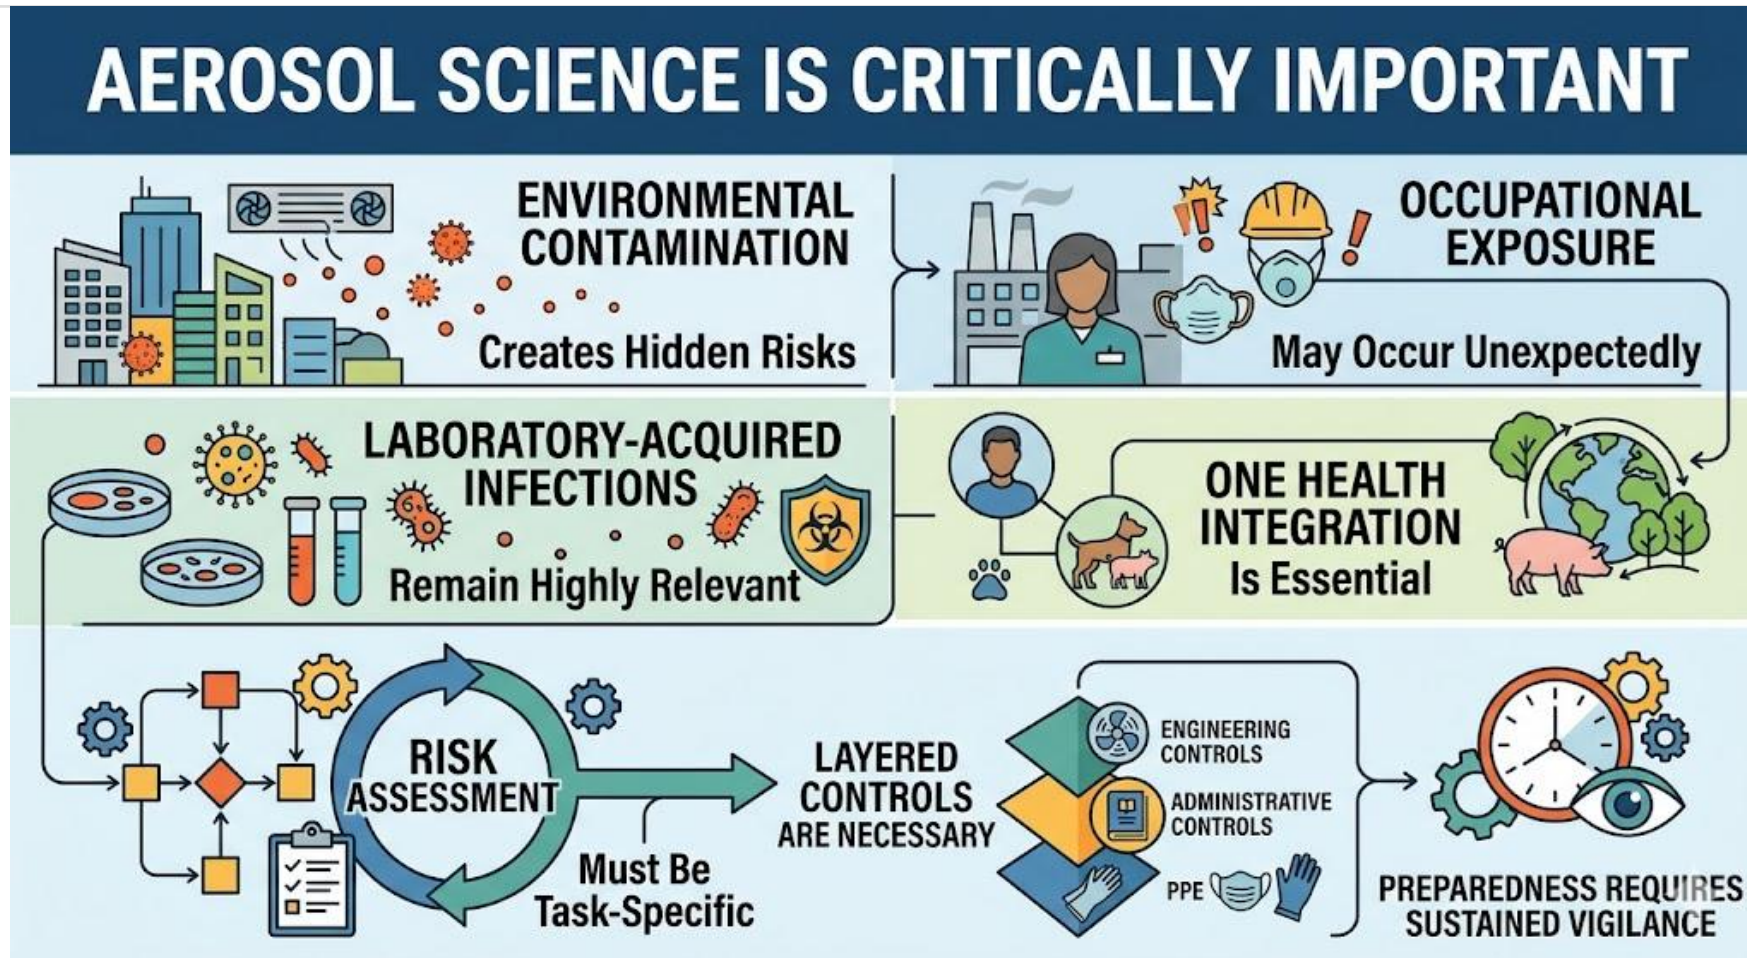 AEROSOL SCIENCE IS CRITICALLY IMPORTANT
ENVIRONMENTAL
CONTAMINATION
Creates Hidden Risks
OCCUPATIONAL
EXPOSURE
May Occur Unexpectedly
LABORATORY-ACQUIRED
INFECTIONS
Remain Highly Relevant
ONE HEALTH
INTEGRATION
Is Essential
RISK
ASSESSMENT
Must Be
Task-Specific
LAYERED
CONTROLS
ARE NECESSARY
ENGINEERING
CONTROLS
ADMINISTRATIVE
CONTROLS
PPE
PREPAREDNESS REQUIRES
SUSTAINED VIGILANCE